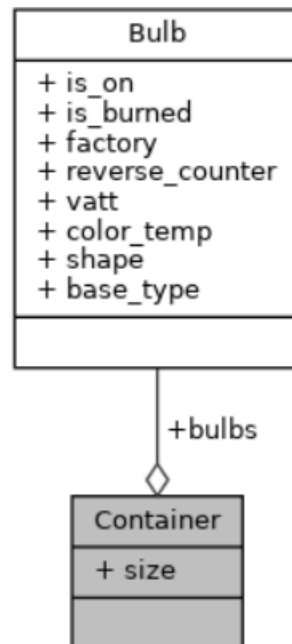 Bulb
+ is_on
+ is_burned
+ factory
+ reverse_counter
+ vatt
+ color_temp
+ shape
+ base_type
+bulbs
Container
+ size